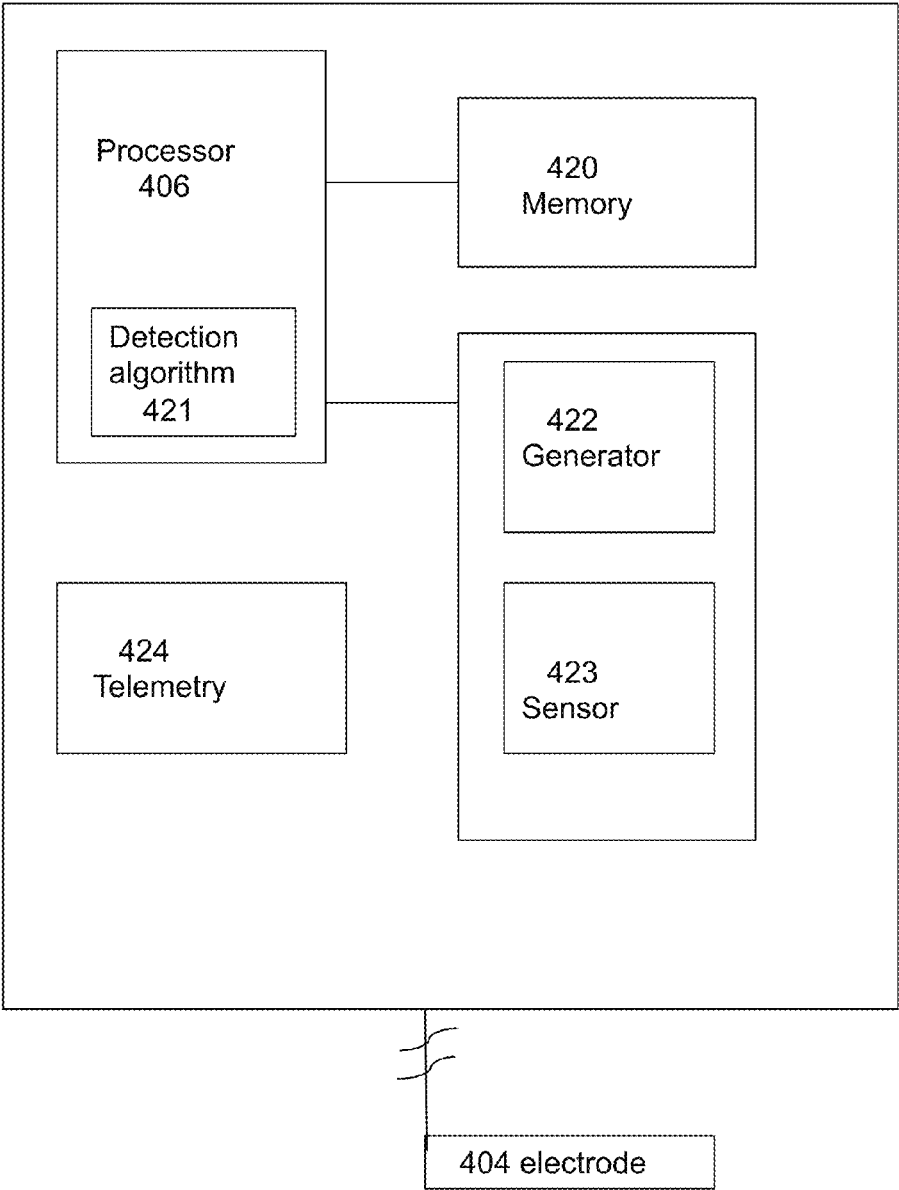 Processor
406
420
Memory
Detection
algorithm
421
422
Generator
424
Telemetry
423
Sensor
404 electrode